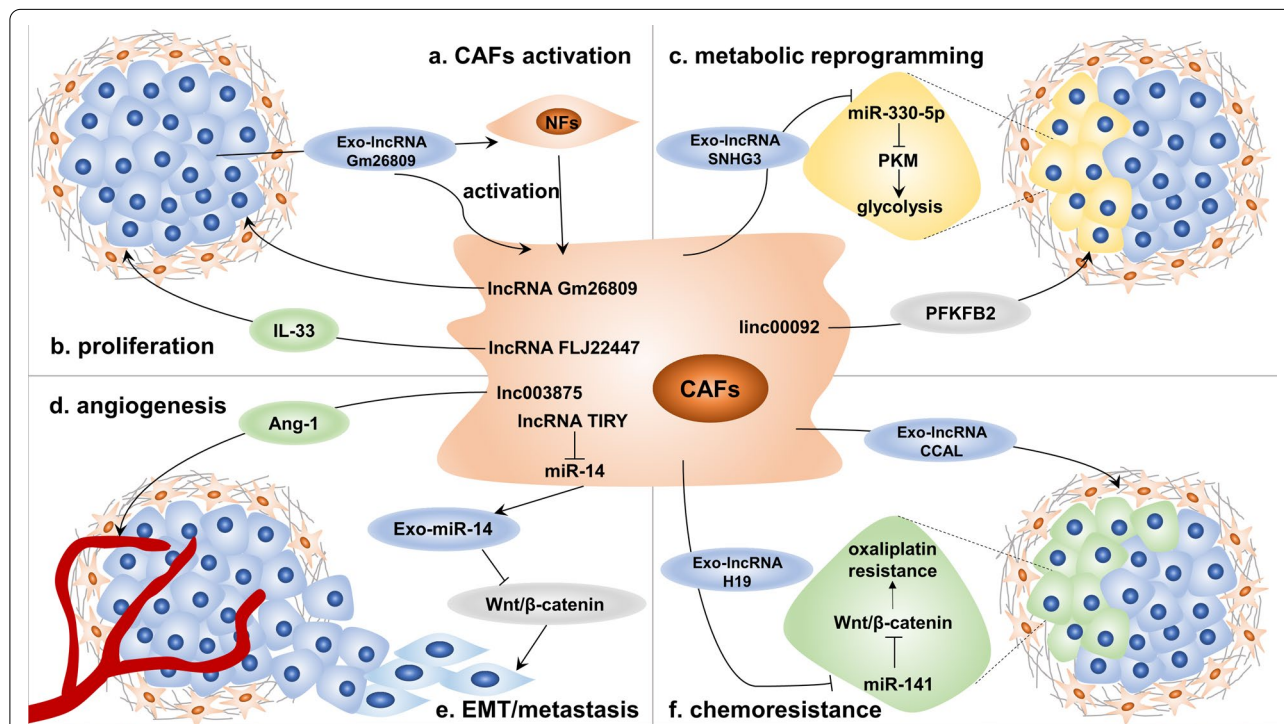 a. CAFs activation
Exo-lncRNA
Gm26809
NFs
activation
lncRNA Gm26809
IL-33
b. proliferation
lncRNA FLJ22447
c. metabolic reprogramming
Exo-lncRNA
SNHG3
miR-330-5p
PKM
glycolysis
linc00092
PFKFB2
CAFs
d. angiogenesis
Ang-1
lnc003875
lncRNA TIRY
miR-14
Exo-miR-14
Wnt/β-catenin
e. EMT/metastasis
Exo-lncRNA
CCAL
Exo-lncRNA
H19
oxaliplatin
resistance
Wnt/β-catenin
miR-141
f. chemoresistance